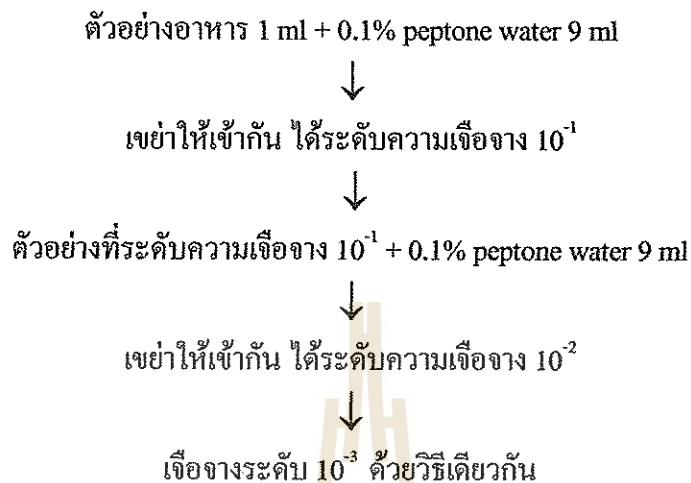 ตัวอย่างอาหาร 1 ml + 0.1% peptone water 9 ml
↓
เขย่าให้เข้ากัน ได้ระดับความเจือจาง 10⁻¹
↓
ตัวอย่างที่ระดับความเจือจาง 10⁻¹ + 0.1% peptone water 9 ml
↓
เขย่าให้เข้ากัน ได้ระดับความเจือจาง 10⁻²
↓
เจือจางระดับ 10⁻³ ด้วยวิธีเดียวกัน